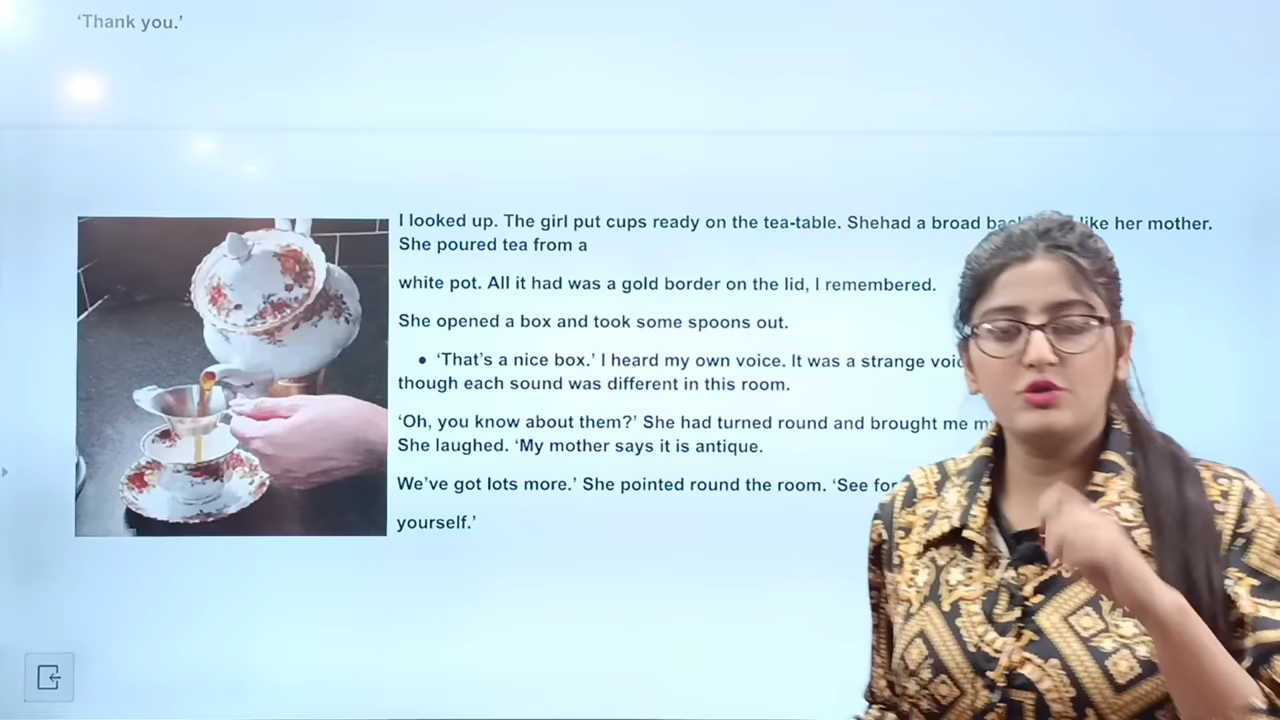 ‘Thank you.’
I looked up. The girl put cups ready on the tea-table. Shehad a broad like her mother.
She poured tea from a
white pot. All it had was a gold border on the lid, I remembered.
She opened a box and took some spoons out.
• ‘That’s a nice box.’ I heard my own voice. It was a strange
though each sound was different in this room.
‘Oh, you know about them?’ She had turned round and brought me
She laughed. ‘My mother says it is antique.
We’ve got lots more.’ She pointed round the room. ‘See
yourself.’